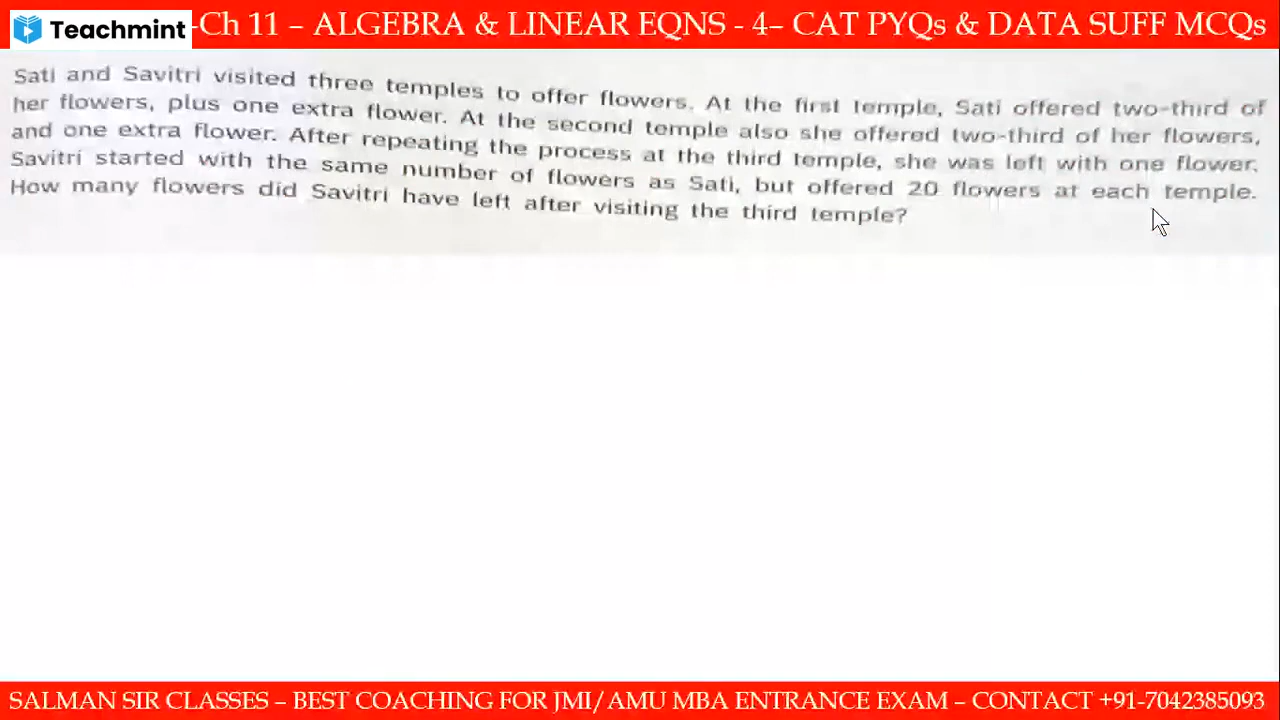 Teachmint
-Ch 11 – ALGEBRA & LINEAR EQNS - 4– CAT PYQs & DATA SUFF MCQs
Sati and Savitri visited three temples to offer flowers. At the first temple, Sati offered two-third of
her flowers, plus one extra flower. At the second temple also she offered two-third of her flowers,
and one extra flower. After repeating the process at the third temple, she was left with one flower.
Savitri started with the same number of flowers as Sati, but offered 20 flowers at each temple.
How many flowers did Savitri have left after visiting the third temple?
SALMAN SIR CLASSES – BEST COACHING FOR JMI/AMU MBA ENTRANCE EXAM – CONTACT +91-7042385093